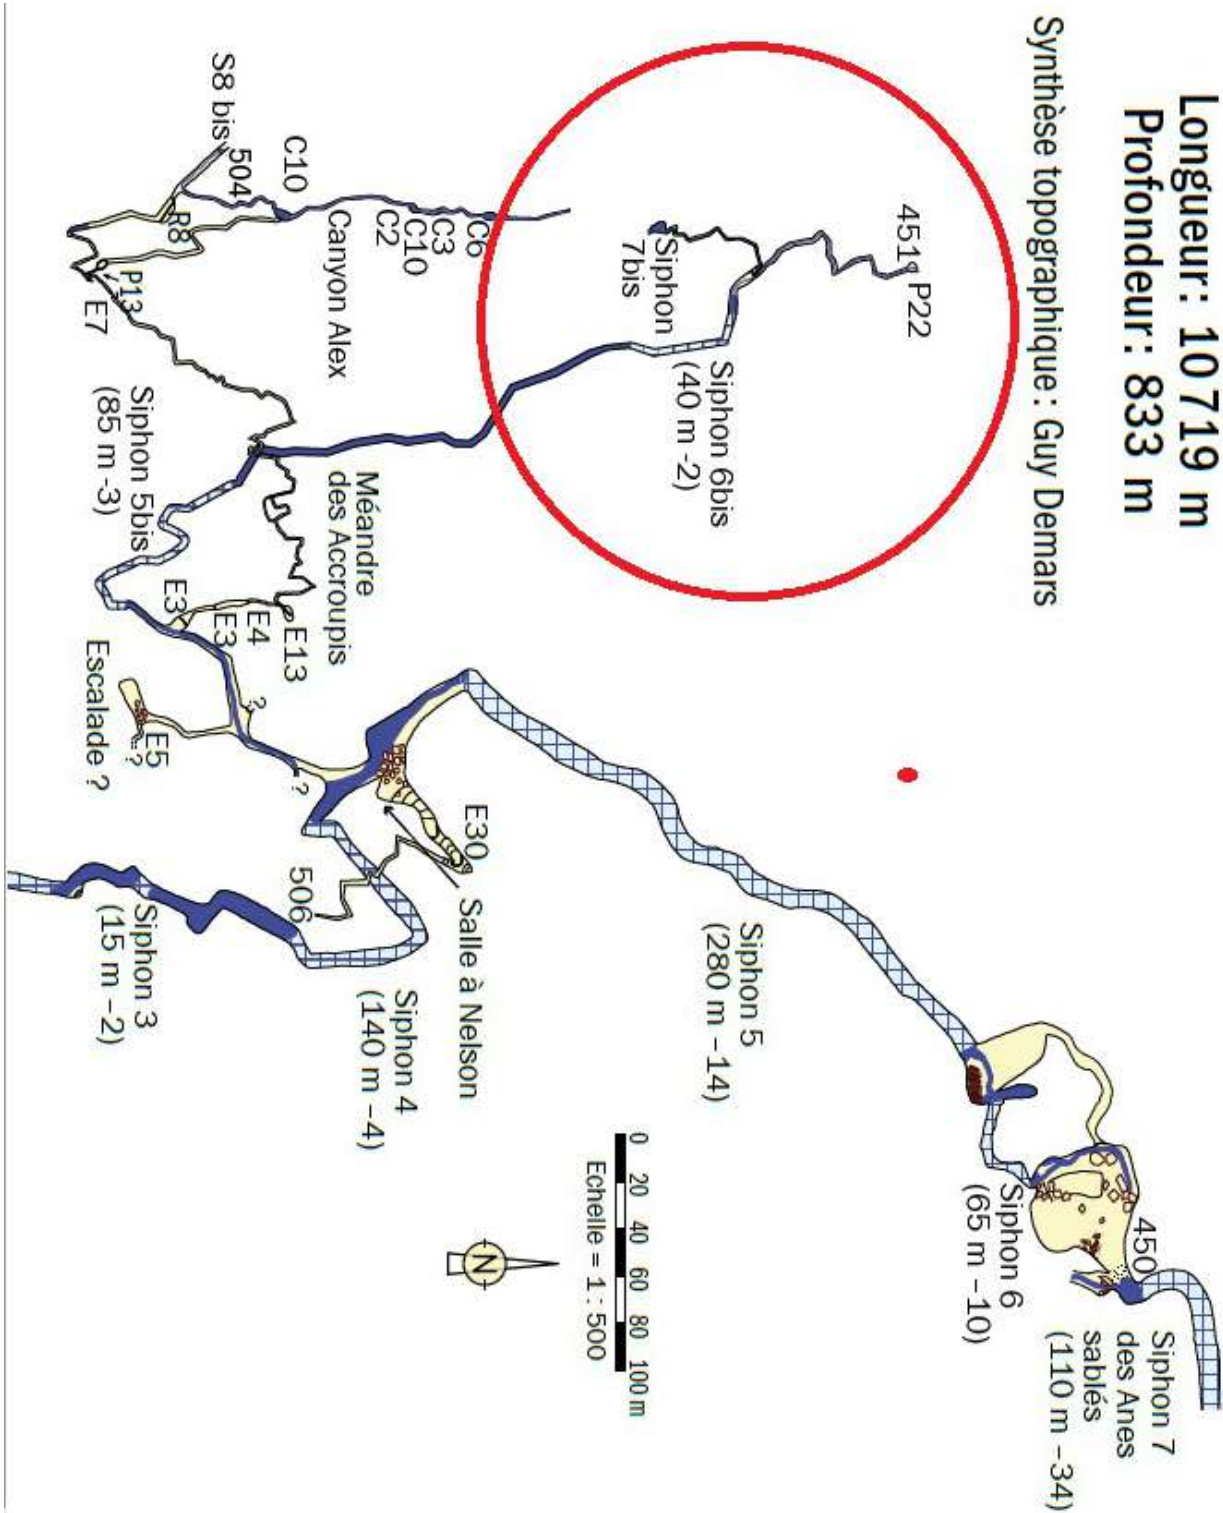 Longueur: 10 719 m
Profondeur: 833 m
Synthèse topographique : Guy Demars
451
P22
Siphon
7bis
Siphon 6bis
(40 m -2)
S8 bis
504
C10
R8
Canyon Alex
C2
C10
C3
C6
P13
E7
Siphon 5bis
(85 m -3)
Méandre
des Accroupis
E3
E3
E4
E13
?
Escalade ?
E5
?
?
E30
506
Salle à Nelson
Siphon 3
(15 m –2)
Siphon 4
(140 m –4)
Siphon 5
(280 m –14)
Siphon 6
(65 m –10)
450
Siphon 7
des Anes
sablés
(110 m –34)
0 20 40 60 80 100 m
Echelle = 1 : 500
N